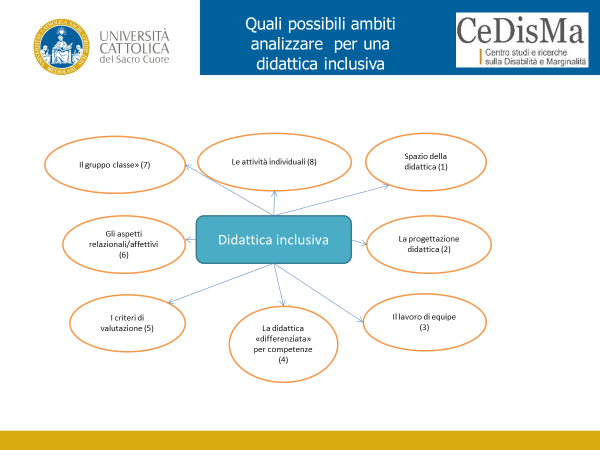 UNIVERSITÀ
CATTOLICA
del Sacro Cuore
Quali possibili ambiti
analizzare per una
didattica inclusiva
CeDisMa
Centro studi e ricerche
sulla Disabilità e Marginalità
Il gruppo classe» (7)
Le attività individuali (8)
Spazio della
didattica (1)
Gli aspetti
relazionali/affettivi
(6)
Didattica inclusiva
La progettazione
didattica (2)
I criteri di
valutazione (5)
La didattica
«differenziata»
per competenze
(4)
Il lavoro di equipe
(3)